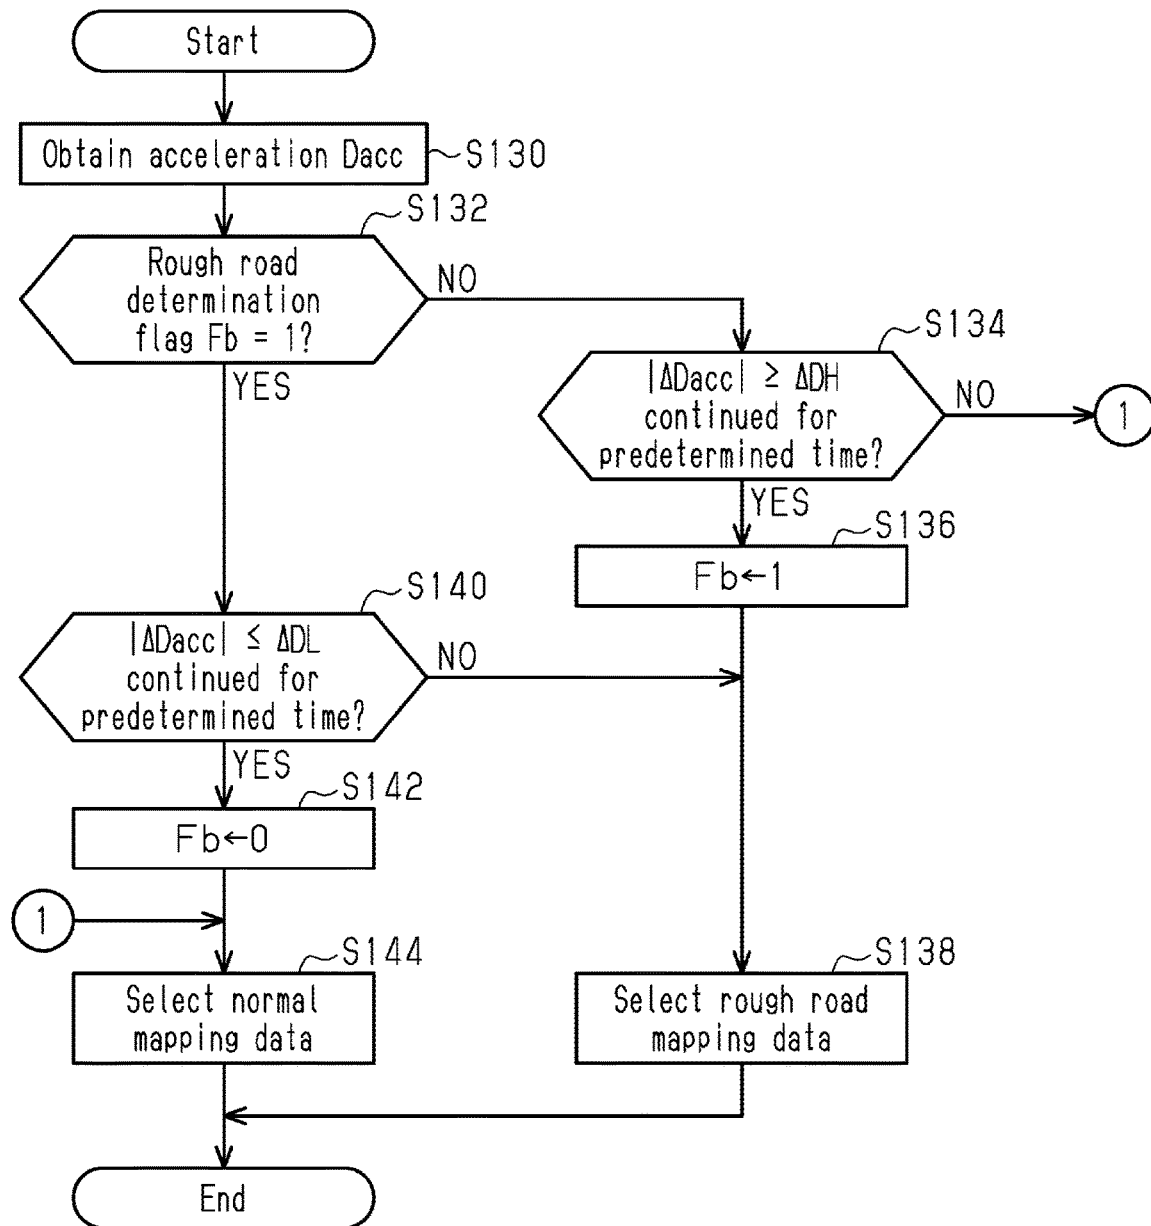 Start
Obtain acceleration Dacc
S130
S132
Rough road
determination
flag Fb = 1?
NO
YES
S134
|ΔDacc| ≥ ΔDH
continued for
predetermined time?
NO
1
YES
S136
Fb←1
S140
|ΔDacc| ≤ ΔDL
continued for
predetermined time?
NO
YES
S142
Fb←0
1
S144
Select normal
mapping data
S138
Select rough road
mapping data
End